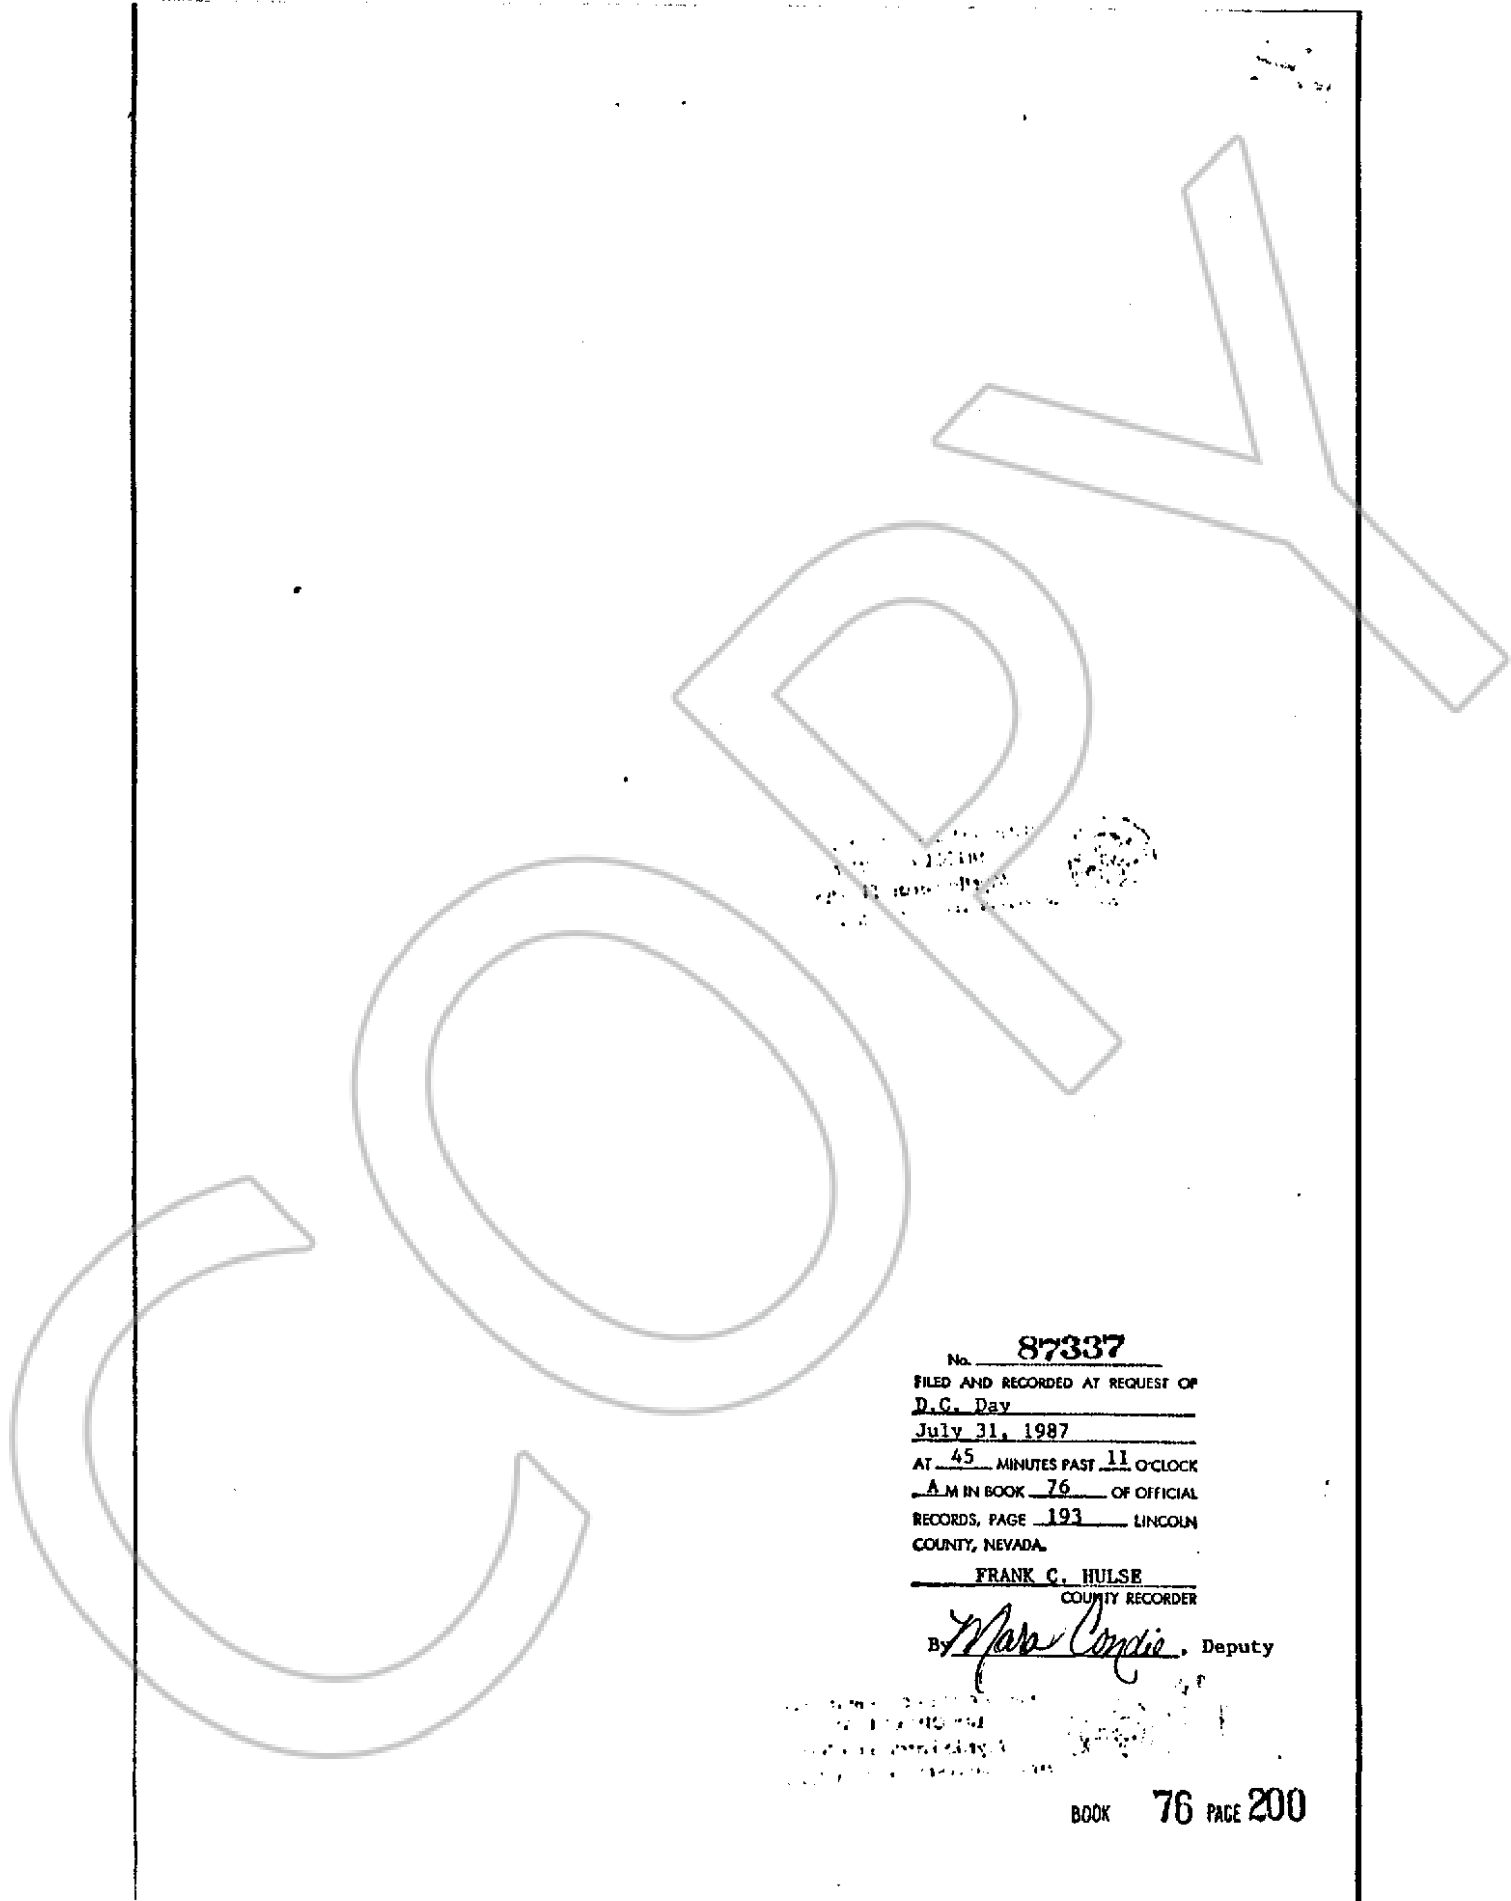 COPY
No. 87337
FILED AND RECORDED AT REQUEST OF
D.C. Day
July 31, 1987
AT 45 MINUTES PAST 11 O'CLOCK
A M IN BOOK 76 OF OFFICIAL
RECORDS, PAGE 193 LINCOLN
COUNTY, NEVADA.
FRANK C. HULSE
COUNTY RECORDER
By Mara Condie, Deputy
BOOK 76 PAGE 200